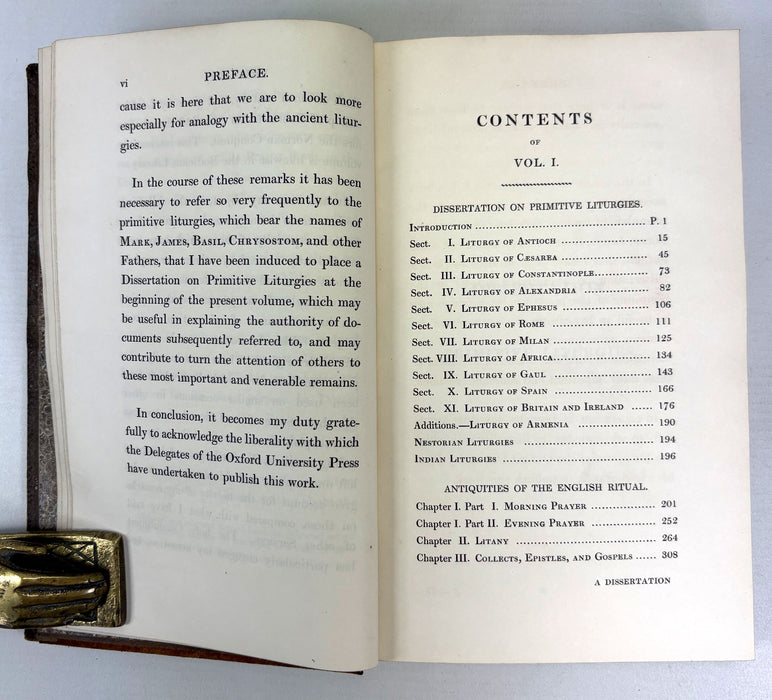 vi
PREFACE.
cause it is here that we are to look more
especially for analogy with the ancient litur-
gies.
In the course of these remarks it has been
necessary to refer so very frequently to the
primitive liturgies, which bear the names of
MARK, JAMES, BASIL, CHRYSOSTOM, and other
Fathers, that I have been induced to place a
Dissertation on Primitive Liturgies at the
beginning of the present volume, which may
be useful in explaining the authority of do-
cuments subsequently referred to, and may
contribute to turn the attention of others to
these most important and venerable remains.
In conclusion, it becomes my duty grate-
fully to acknowledge the liberality with which
the Delegates of the Oxford University Press
have undertaken to publish this work.
CONTENTS
OF
VOL. I.
DISSERTATION ON PRIMITIVE LITURGIES.
INTRODUCTION ............ P. 1
Sect. I. LITURGY OF ANTIOCH ............ 15
Sect. II. LITURGY OF CÆSAREA ............ 45
Sect. III. LITURGY OF CONSTANTINOPLE............ 73
Sect. IV. LITURGY OF ALEXANDRIA ............ 82
Sect. V. LITURGY OF EPHESUS ............ 106
Sect. VI. LITURGY OF ROME ............ 111
Sect. VII. LITURGY OF MILAN ............ 125
Sect. VIII. LITURGY OF AFRICA............ 134
Sect. IX. LITURGY OF GAUL ............ 143
Sect. X. LITURGY OF SPAIN ............ 166
Sect. XI. LITURGY OF BRITAIN AND IRELAND ...... 176
Additions.—LITURGY OF ARMENIA ............ 190
NESTORIAN LITURGIES ............ 194
INDIAN LITURGIES ............ 196
ANTIQUITIES OF THE ENGLISH RITUAL.
Chapter I. Part I. MORNING PRAYER ............ 201
Chapter I. Part II. EVENING PRAYER ............ 252
Chapter II. LITANY ............ 264
Chapter III. COLLECTS, EPISTLES, AND GOSPELS ...... 308
A DISSERTATION